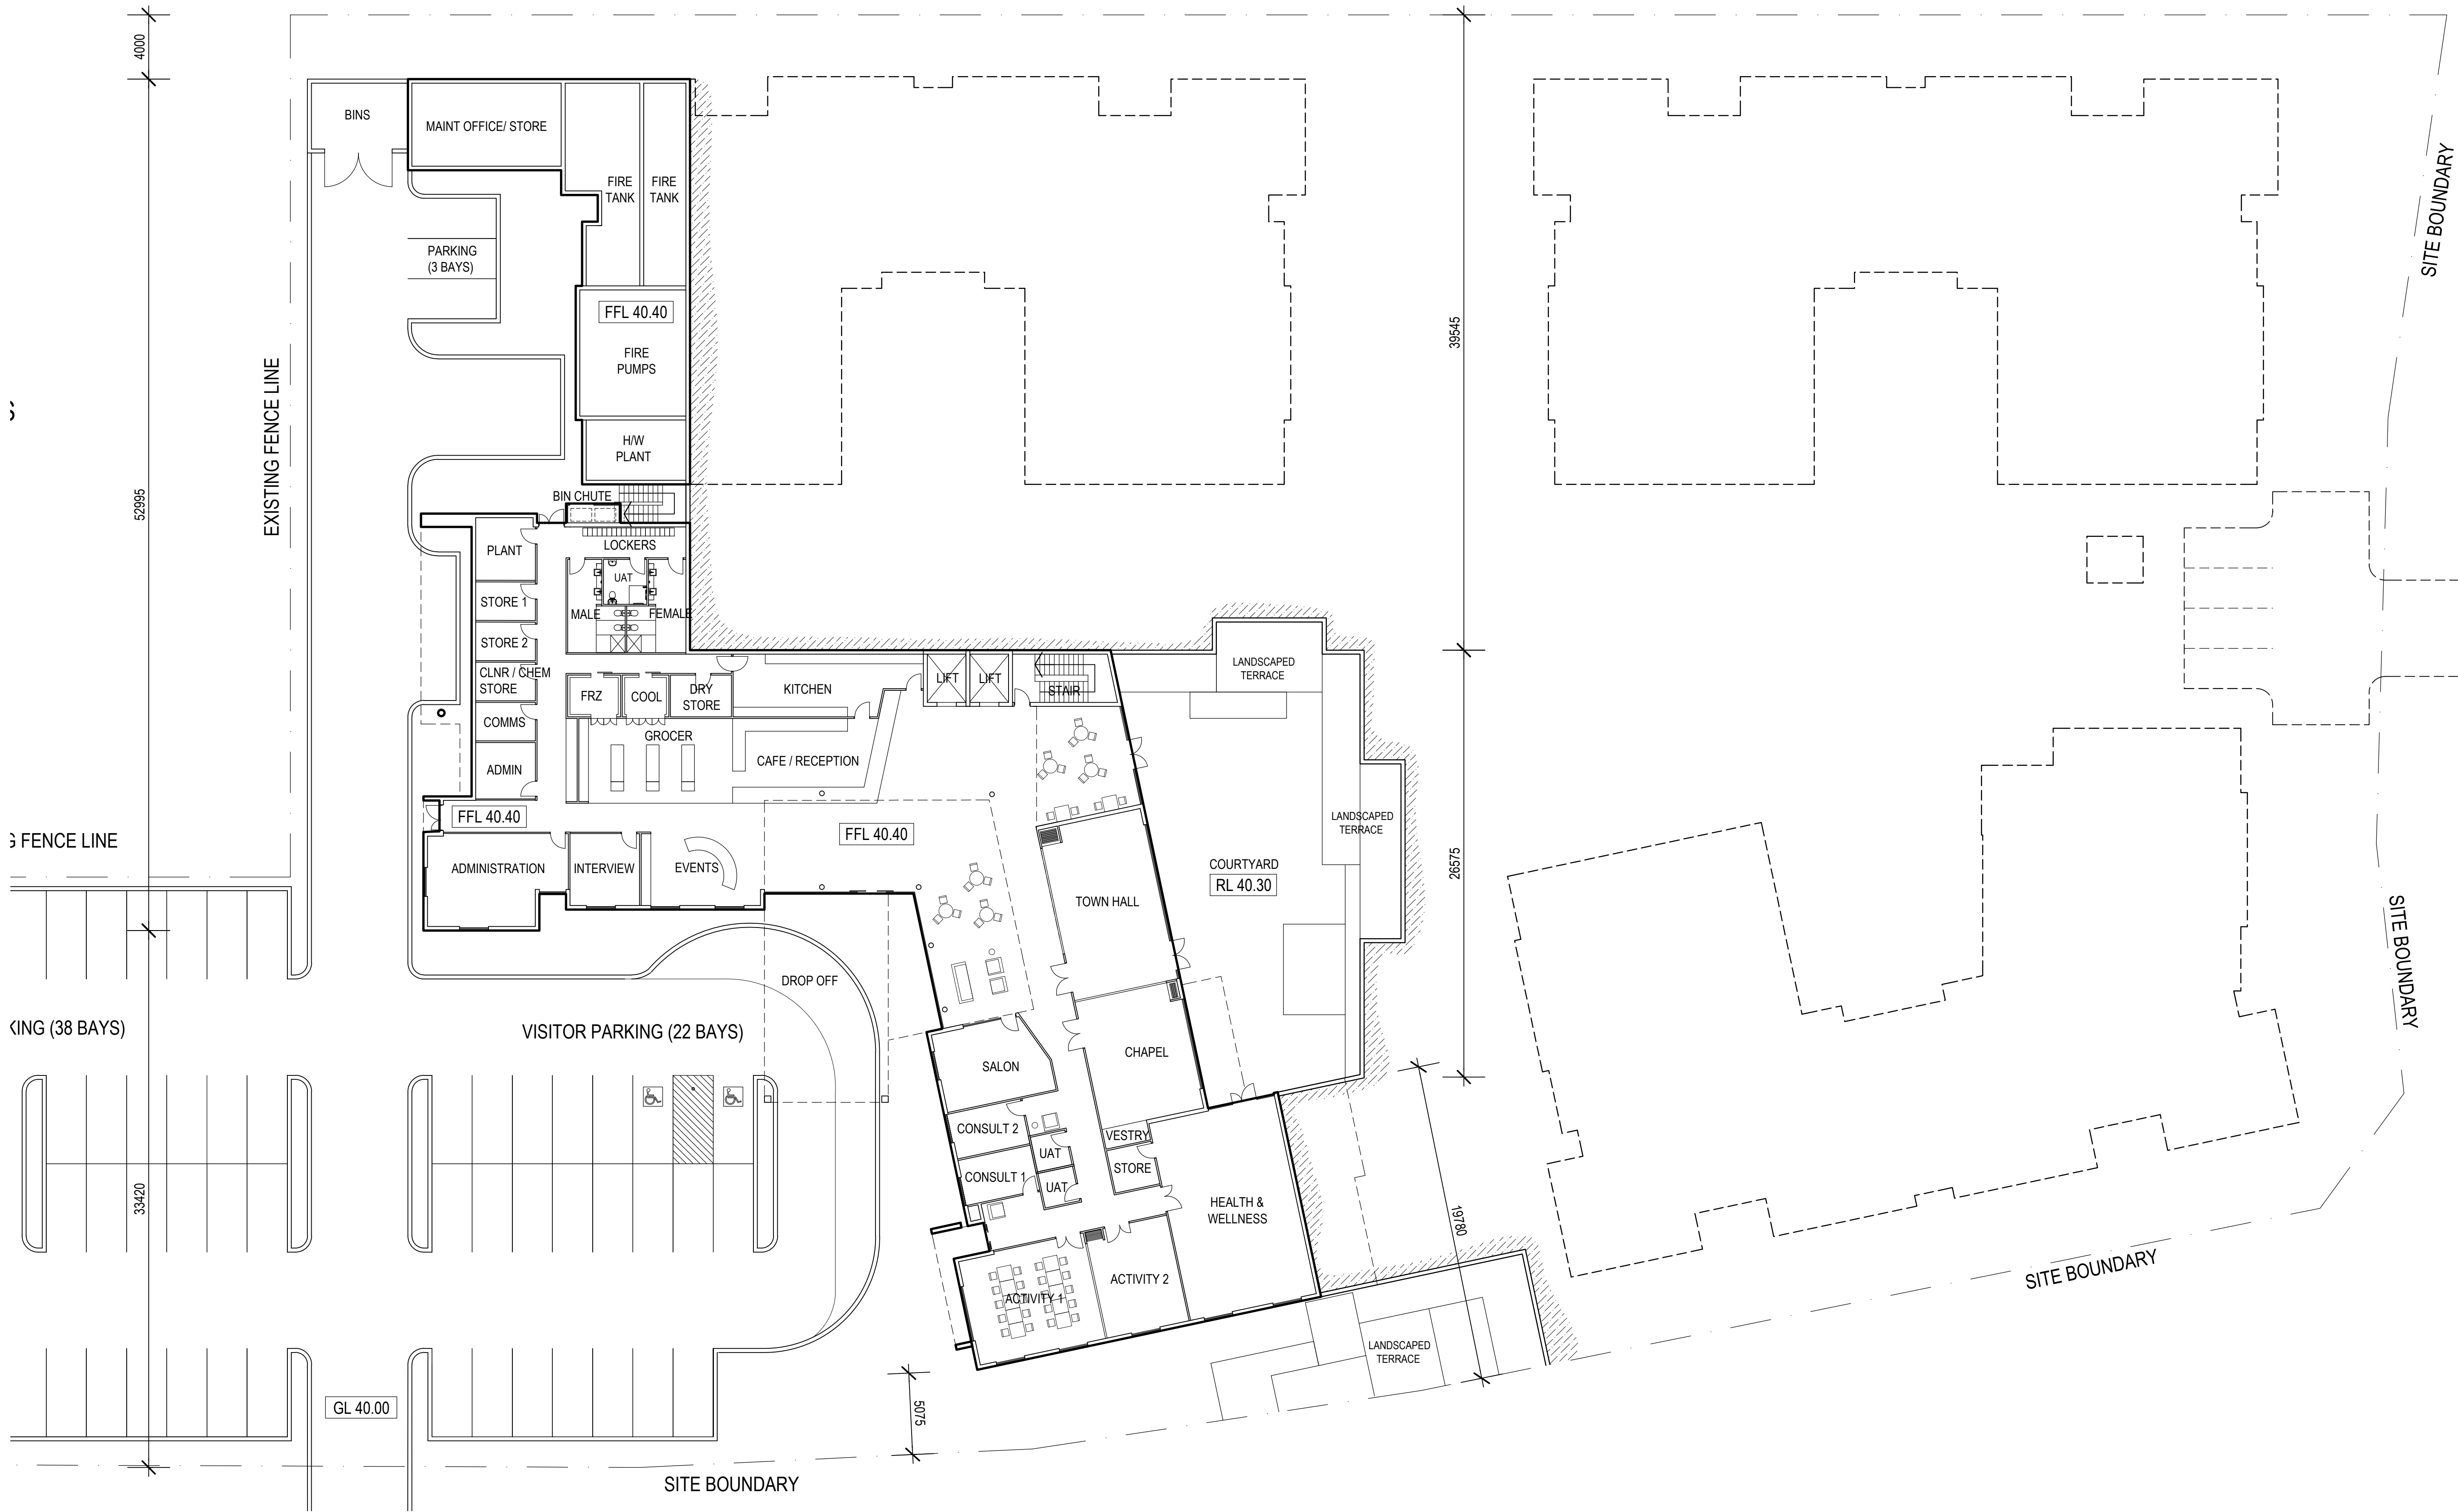 4000
BINS
MAINT OFFICE/ STORE
FIRE
TANK
FIRE
TANK
SITE BOUNDARY
PARKING
(3 BAYS)
FFL 40.40
39545
FIRE
PUMPS
EXISTING FENCE LINE
H/W
PLANT
52995
BIN CHUTE
LOCKERS
PLANT
UAT
STORE 1
MALE
FEMALE
STORE 2
CLNR / CHEM
STORE
FRZ
COOL
DRY
STORE
KITCHEN
LIFT
LIFT
STAIR
LANDSCAPED
TERRACE
COMMS
GROCER
ADMIN
CAFE / RECEPTION
FFL 40.40
FFL 40.40
LANDSCAPED
TERRACE
G FENCE LINE
ADMINISTRATION
INTERVIEW
EVENTS
COURTYARD
RL 40.30
26575
TOWN HALL
SITE BOUNDARY
DROP OFF
KING (38 BAYS)
VISITOR PARKING (22 BAYS)
SALON
CHAPEL
CONSULT 2
VESTRY
UAT
STORE
CONSULT 1
UAT
33420
HEALTH &
WELLNESS
19780
ACTIVITY 1
ACTIVITY 2
SITE BOUNDARY
LANDSCAPED
TERRACE
GL 40.00
5075
SITE BOUNDARY